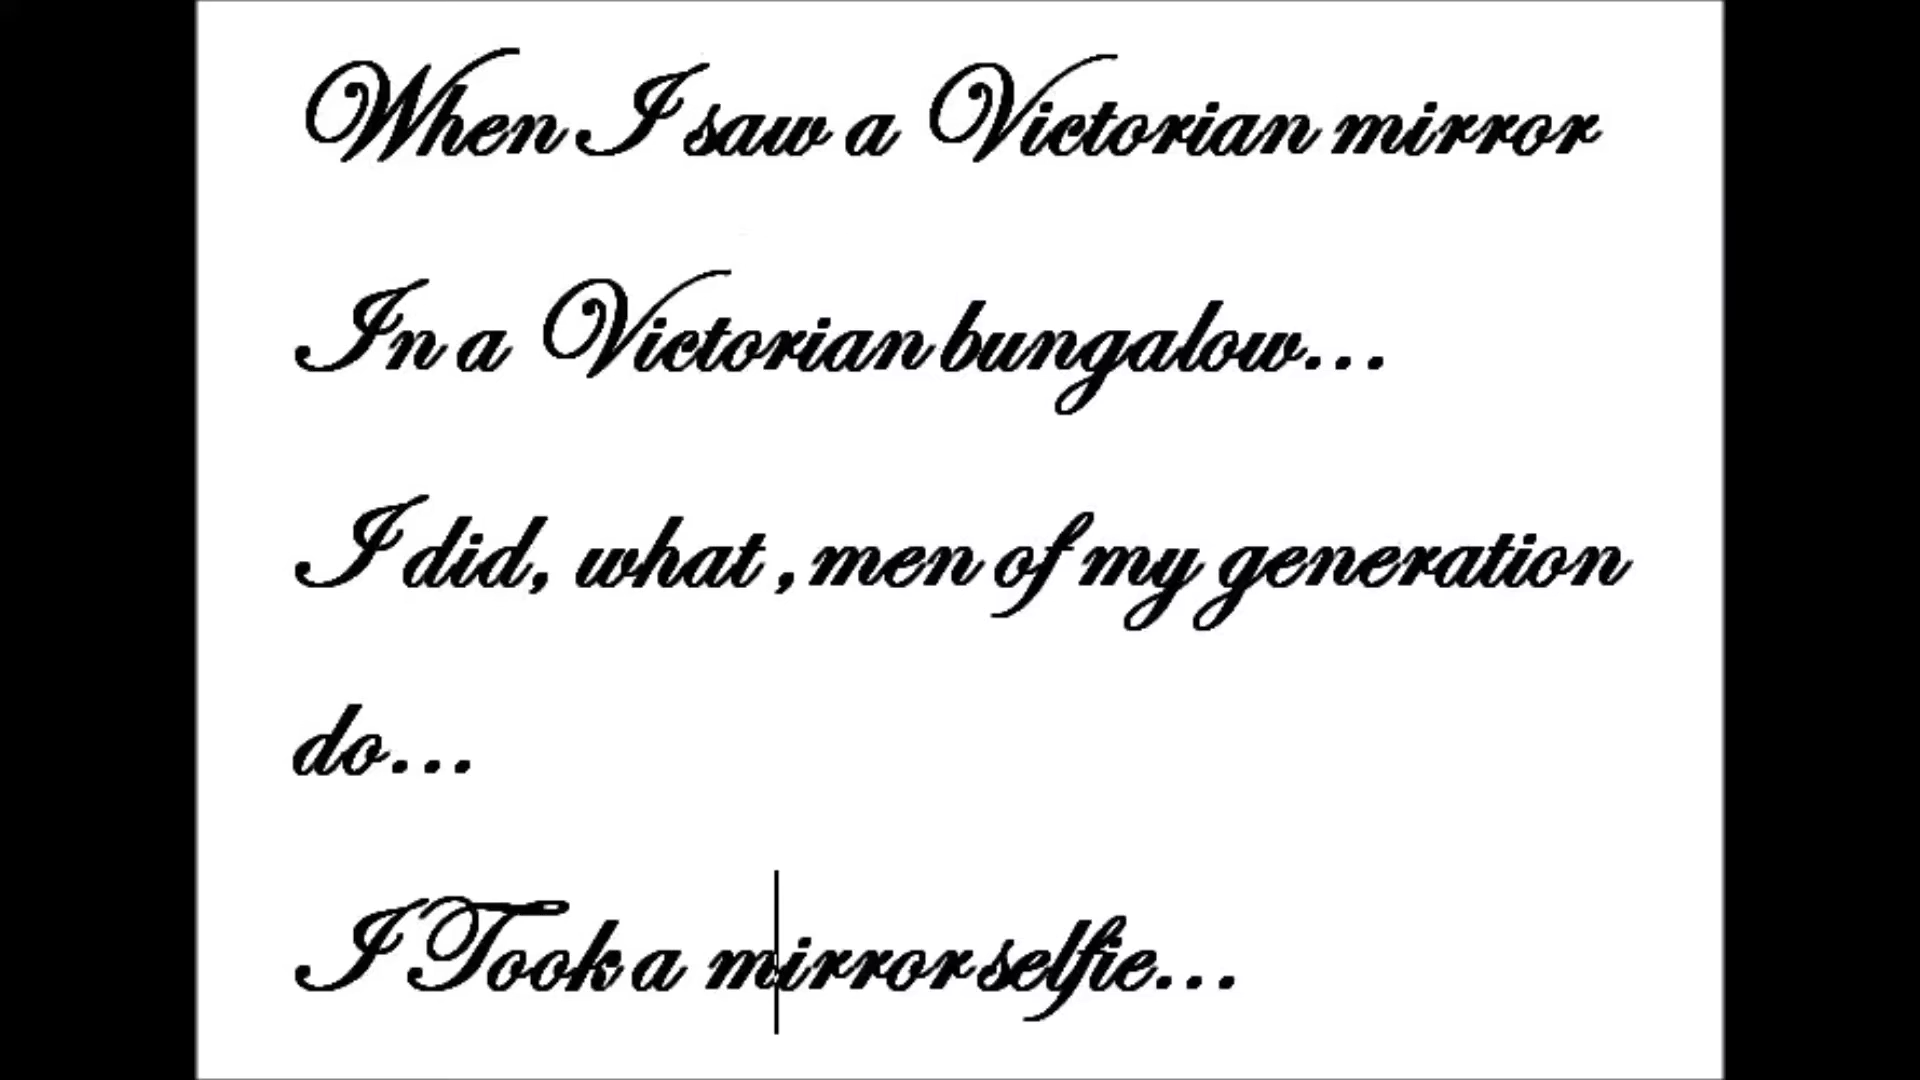 When I saw a Victorian mirror
In a Victorian bungalow...
I did, what ,men of my generation
do...
I Took a mirror selfie...